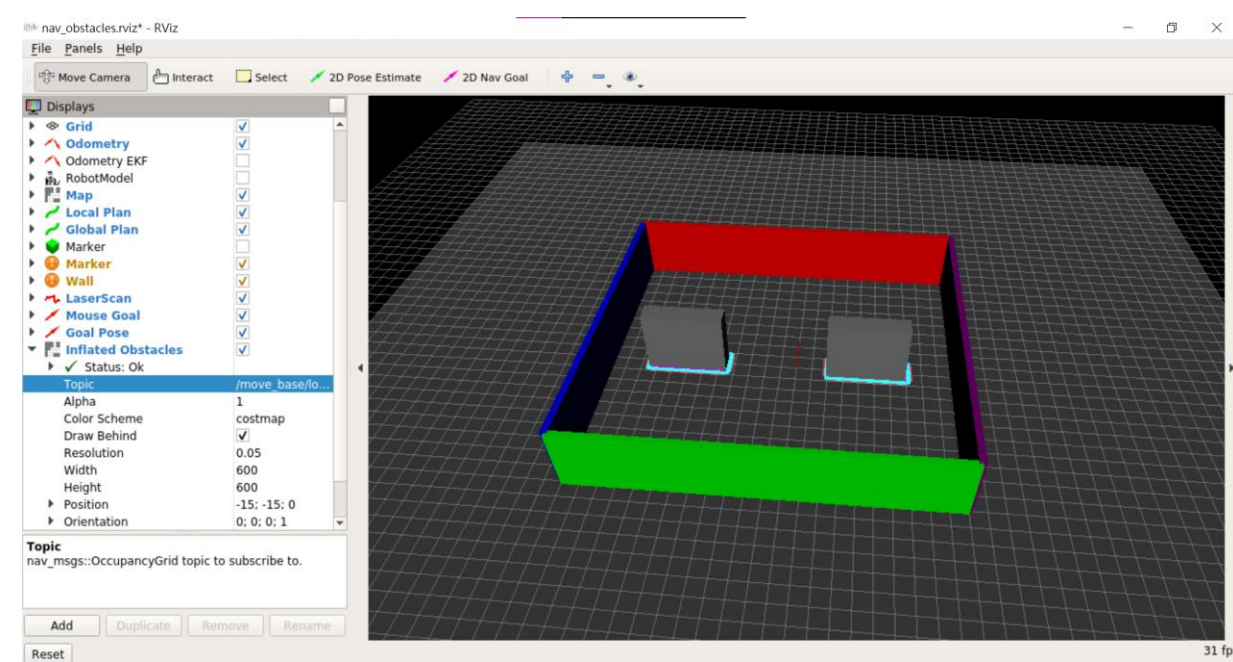 nav_obstacles.rviz* - RViz
File Panels Help
Move Camera Interact Select 2D Pose Estimate 2D Nav Goal
Displays
Grid
Odometry
Odometry EKF
RobotModel
Map
Local Plan
Global Plan
Marker
Marker
Wall
LaserScan
Mouse Goal
Goal Pose
Inflated Obstacles
Status: Ok
Topic /move_base/lo...
Alpha 1
Color Scheme costmap
Draw Behind
Resolution 0.05
Width 600
Height 600
Position -15; -15; 0
Orientation 0; 0; 0; 1
Topic
nav_msgs::OccupancyGrid topic to subscribe to.
Add Duplicate Remove Rename
Reset 31 fp